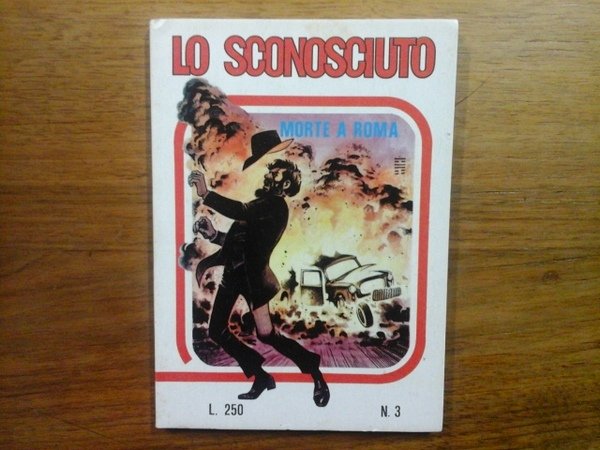 LO SCONOSCIUTO
MORTE A ROMA
L. 250
N. 3